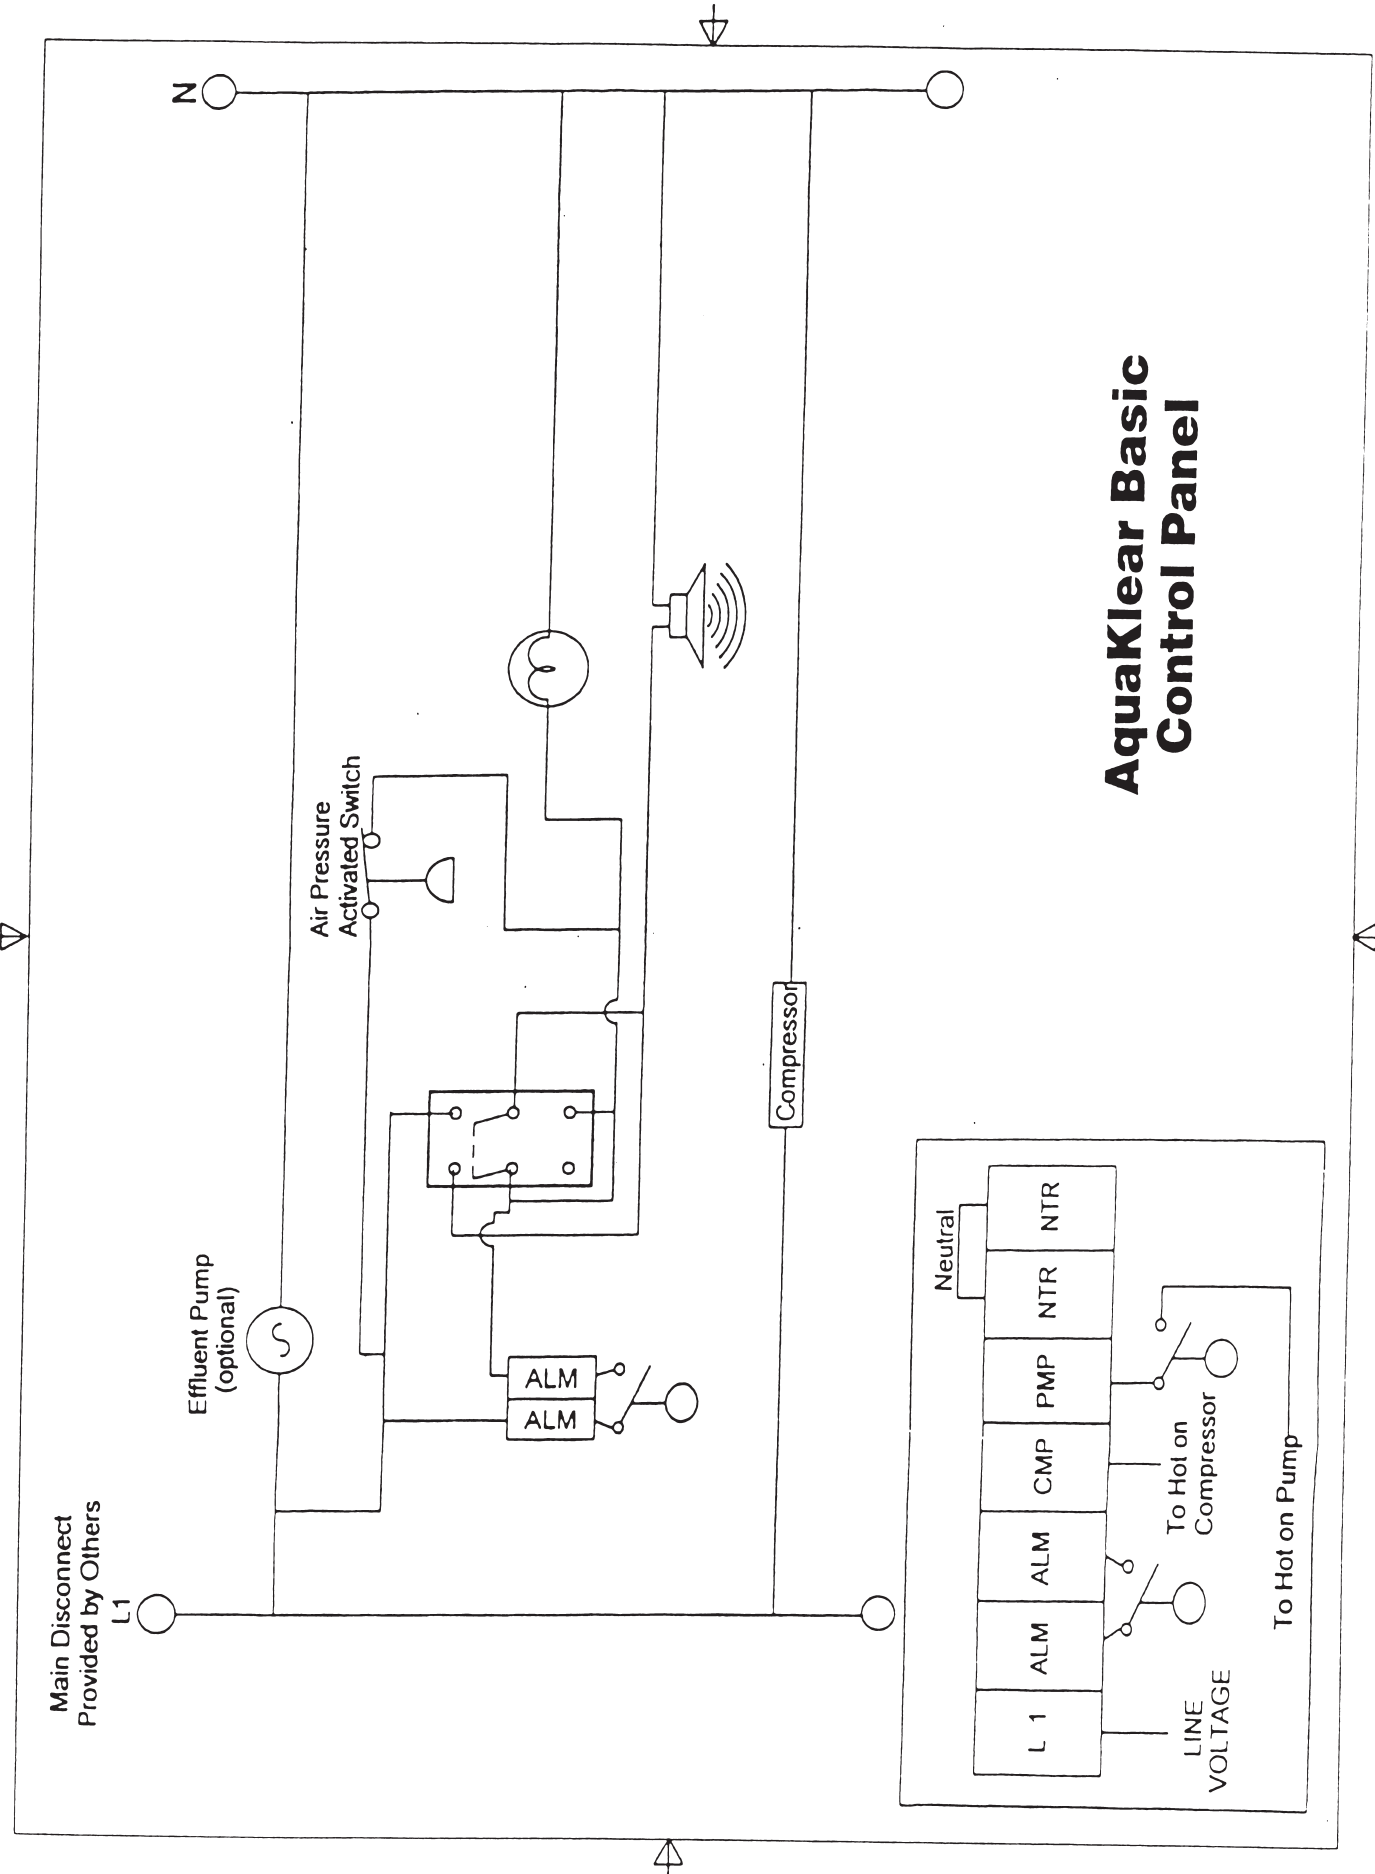 Main Disconnect
Provided by Others
L1
N
Effluent Pump
(optional)
Air Pressure
Activated Switch
ALM
ALM
Compressor
AquaKlear Basic
Control Panel
Neutral
L 1
ALM
ALM
CMP
PMP
NTR
NTR
LINE
VOLTAGE
To Hot on
Compressor
To Hot on Pump